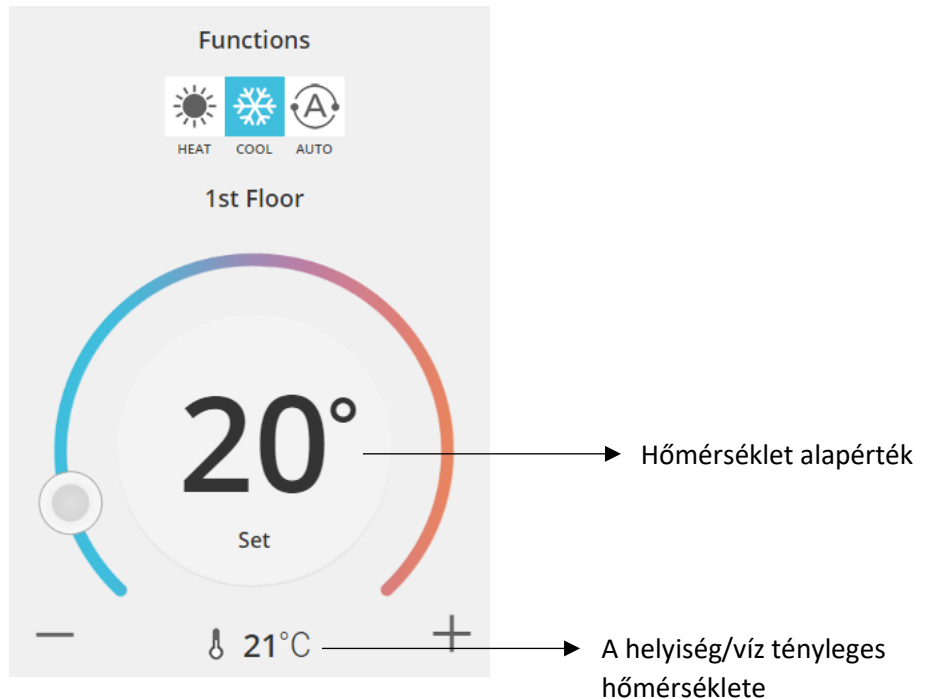 Functions
HEAT COOL AUTO
1st Floor
20°
Hőmérséklet alapérték
Set
21°C
A helyiség/víz tényleges
hőmérséklete